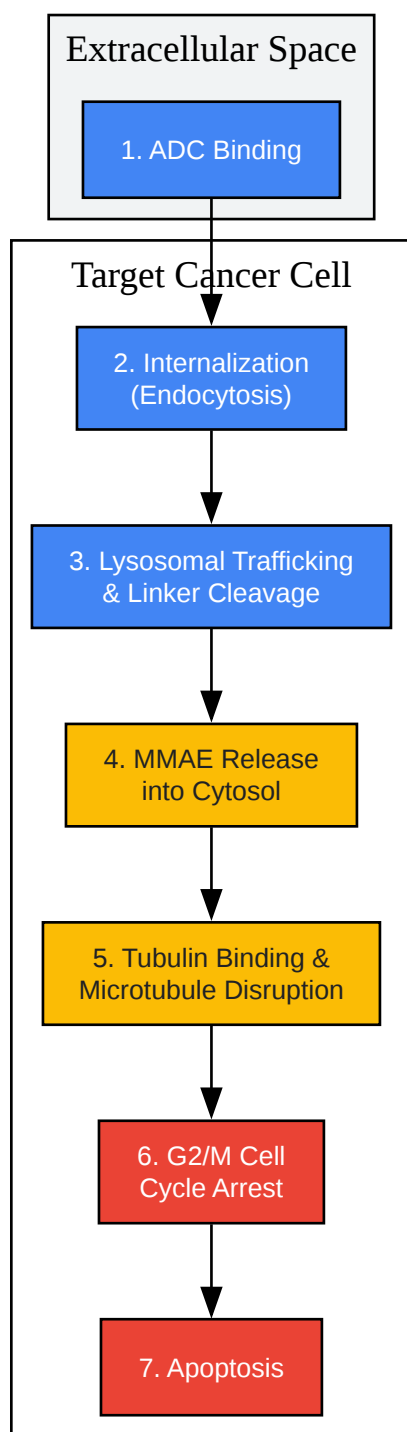 Extracellular Space
1. ADC Binding
Target Cancer Cell
2. Internalization
(Endocytosis)
3. Lysosomal Trafficking
& Linker Cleavage
4. MMAE Release
into Cytosol
5. Tubulin Binding &
Microtubule Disruption
6. G2/M Cell
Cycle Arrest
7. Apoptosis